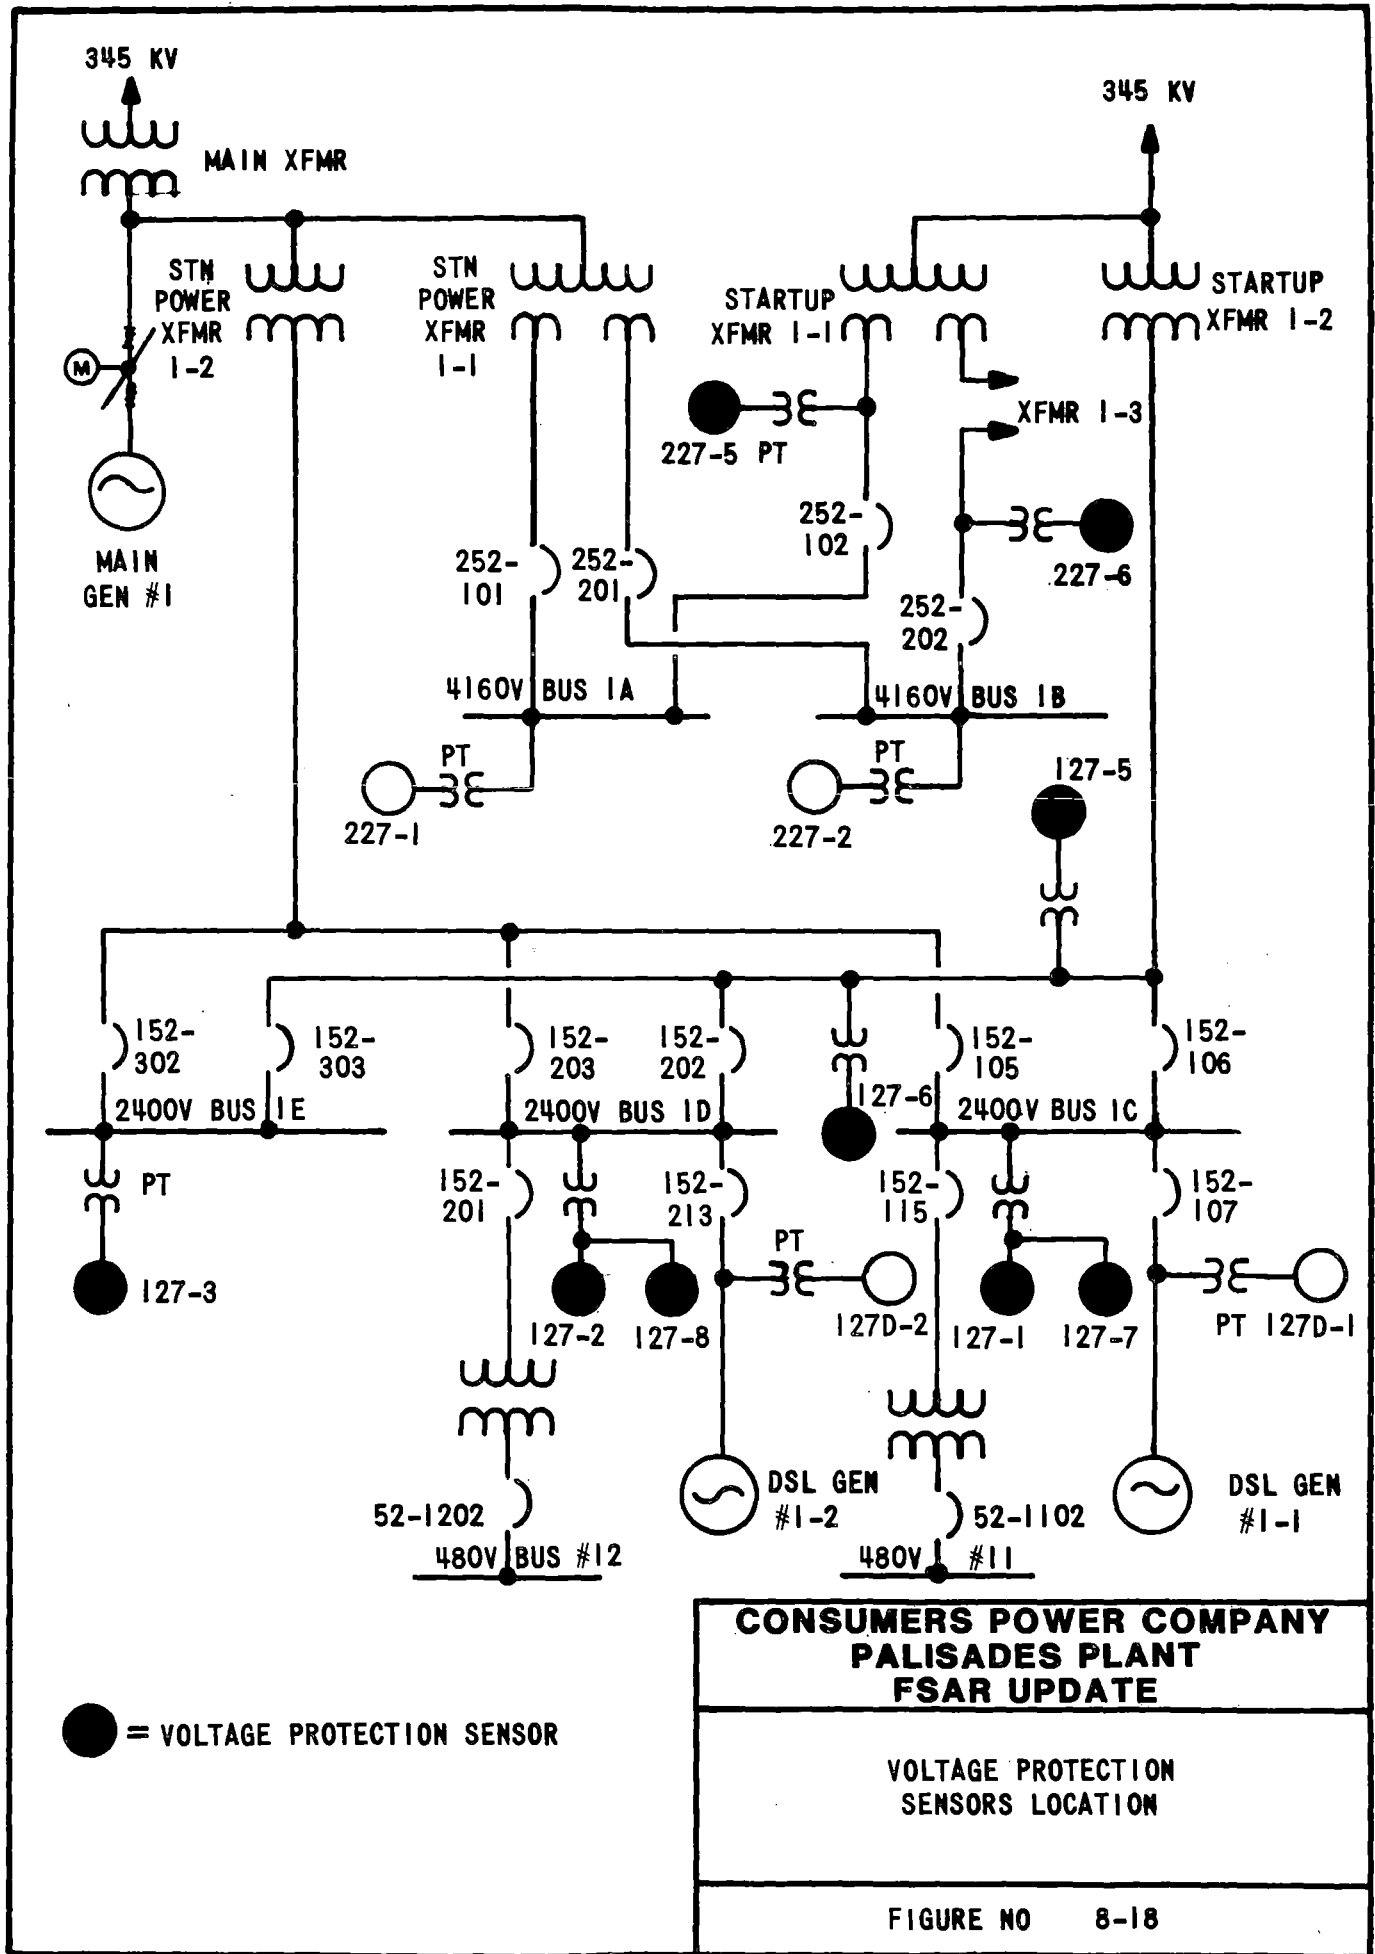 345 KV
345 KV
MAIN XFMR
STN
POWER
XFMR
1-2
STN
POWER
XFMR
1-1
STARTUP
XFMR 1-1
STARTUP
XFMR 1-2
M
XFMR 1-3
227-5 PT
MAIN
GEN #1
252-
101
252-
201
252-
102
227-6
252-
202
4160V BUS 1A
4160V BUS 1B
PT
227-1
PT
227-2
127-5
152-
302
152-
303
152-
203
152-
202
152-
105
152-
106
127-6
2400V BUS 1E
2400V BUS 1D
2400V BUS 1C
PT
127-3
152-
201
152-
213
152-
115
152-
107
PT
127-2
127-8
127D-2
127-1
127-7
PT 127D-1
DSL GEN
#1-2
DSL GEN
#1-1
52-1202
52-1102
480V BUS #12
480V #11
= VOLTAGE PROTECTION SENSOR
CONSUMERS POWER COMPANY
PALISADES PLANT
FSAR UPDATE
VOLTAGE PROTECTION
SENSORS LOCATION
FIGURE NO 8-18